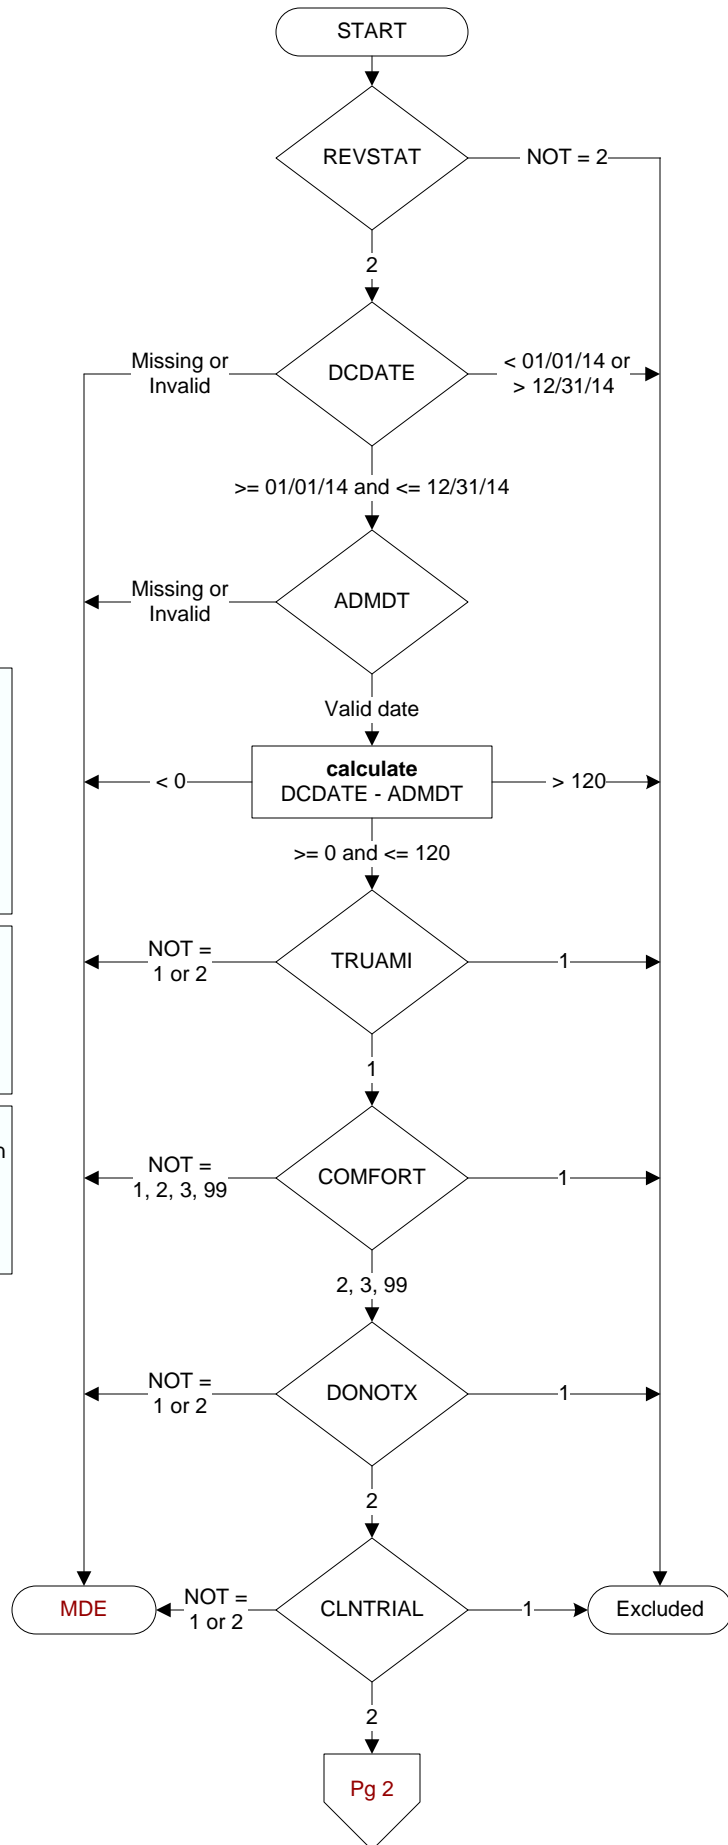 START
REVSTAT
NOT = 2
2
Missing or
Invalid
DCDATE
< 01/01/14 or
> 12/31/14
>= 01/01/14 and <= 12/31/14
Missing or
Invalid
ADMDT
Valid date
< 0
calculate
DCDATE - ADMDT
> 120
>= 0 and <= 120
NOT =
1 or 2
TRUAMI
1
1
n
NOT =
1, 2, 3, 99
COMFORT
1
2, 3, 99
NOT =
1 or 2
DONOTX
1
2
MDE
NOT =
1 or 2
CLNTRIAL
1
Excluded
2
Pg 2